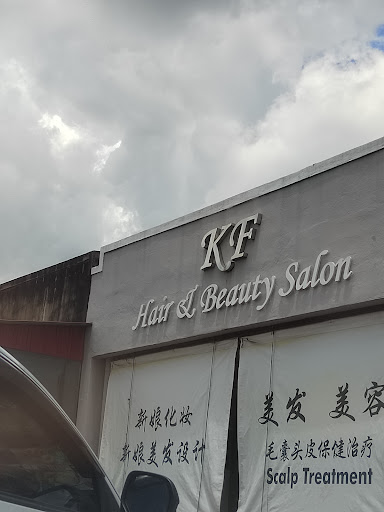 KF
Hair & Beauty Salon
新娘化妆
新娘美发设计
美发 美容
毛囊头皮保健治疗
Scalp Treatment